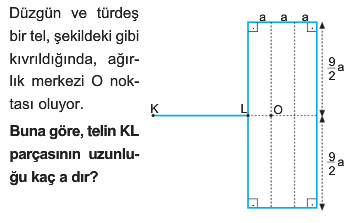 Düzgün ve türdeş
bir tel, şekildeki gibi
kıvrıldığında, ağır-
lık merkezi O nok-
tası oluyor.
Buna göre, telin KL
parçasının uzunlu-
ğu kaç a dır?
a a a
9/2 a
K L O
9/2 a